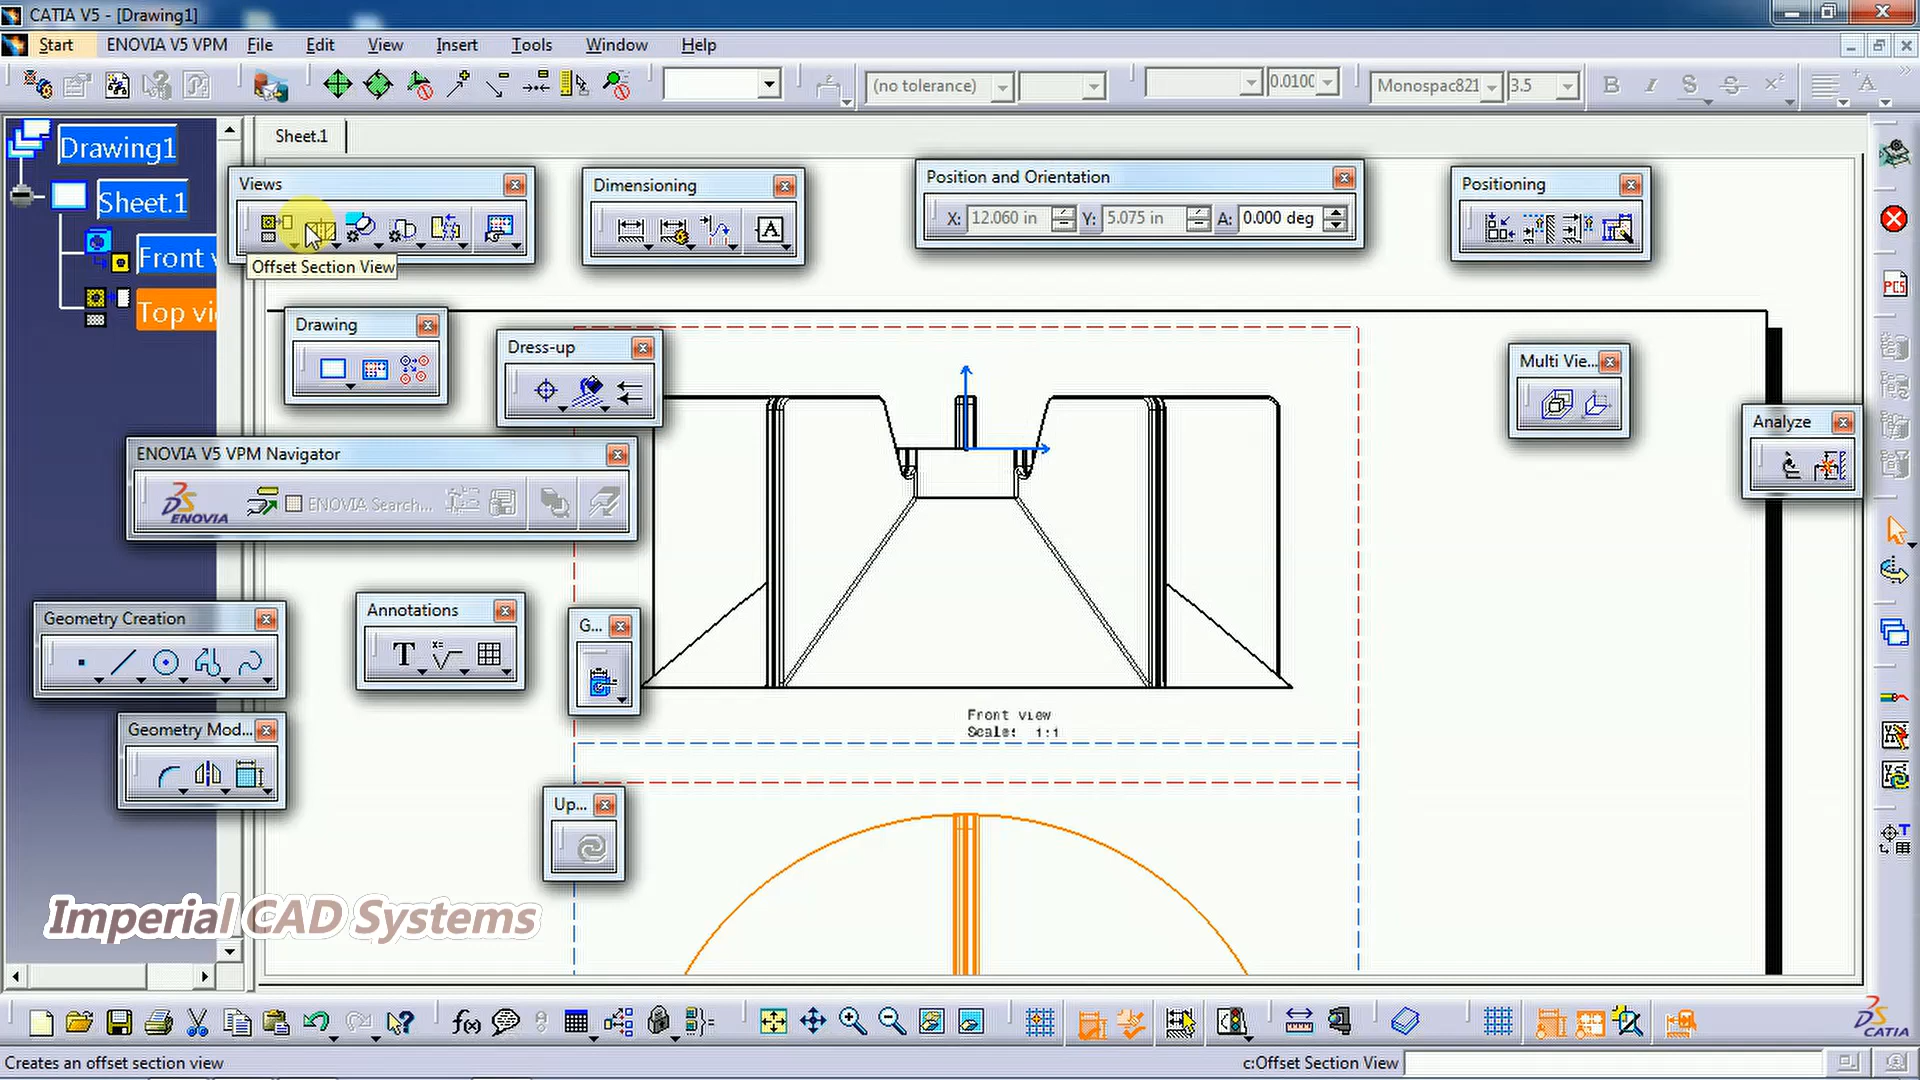 CATIA V5 - [Drawing1]
Start ENOVIA V5 VPM File Edit View Insert Tools Window Help
(no tolerance) 0.010( Monospac821 3.5
Sheet.1
Drawing1
Sheet.1
Front v
Top vi
Views
Offset Section View
Dimensioning
Position and Orientation
X: 12.060 in Y: 5.075 in A: 0.000 deg
Positioning
Drawing
Dress-up
Multi Vie...
Analyze
ENOVIA V5 VPM Navigator
ENOVIA ENOVIA Search...
Geometry Creation
Annotations
G...
Geometry Mod...
Up...
Front view
Scale: 1:1
PCS
Imperial CAD Systems
CATIA
Creates an offset section view
c:Offset Section View